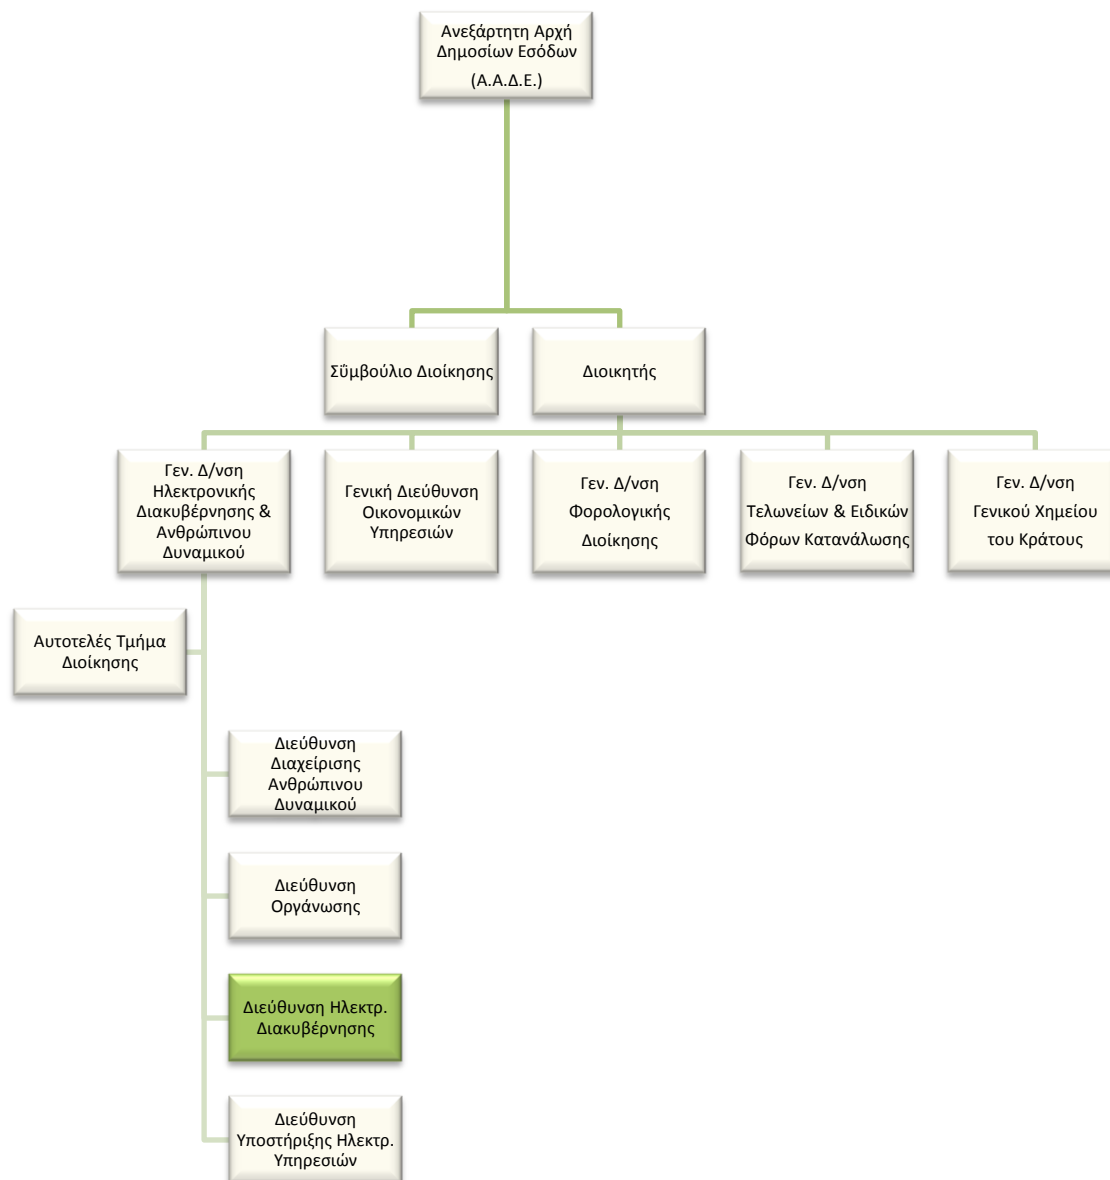 Ανεξάρτητη Αρχή
Δημοσίων Εσόδων
(Α.Α.Δ.Ε.)
Σΰμβούλιο Διοίκησης
Διοικητής
Γεν. Δ/νση
Ηλεκτρονικής
Διακυβέρνησης &
Ανθρώπινου
Δυναμικού
Γενική Διεύθυνση
Οικονομικών
Υπηρεσιών
Γεν. Δ/νση
Φορολογικής
Διοίκησης
Γεν. Δ/νση
Τελωνείων & Ειδικών
Φόρων Κατανάλωσης
Γεν. Δ/νση
Γενικού Χημείου
του Κράτους
Αυτοτελές Τμήμα
Διοίκησης
Διεύθυνση
Διαχείρισης
Ανθρώπινου
Δυναμικού
Διεύθυνση
Οργάνωσης
Διεύθυνση Ηλεκτρ.
Διακυβέρνησης
Διεύθυνση
Υποστήριξης Ηλεκτρ.
Υπηρεσιών